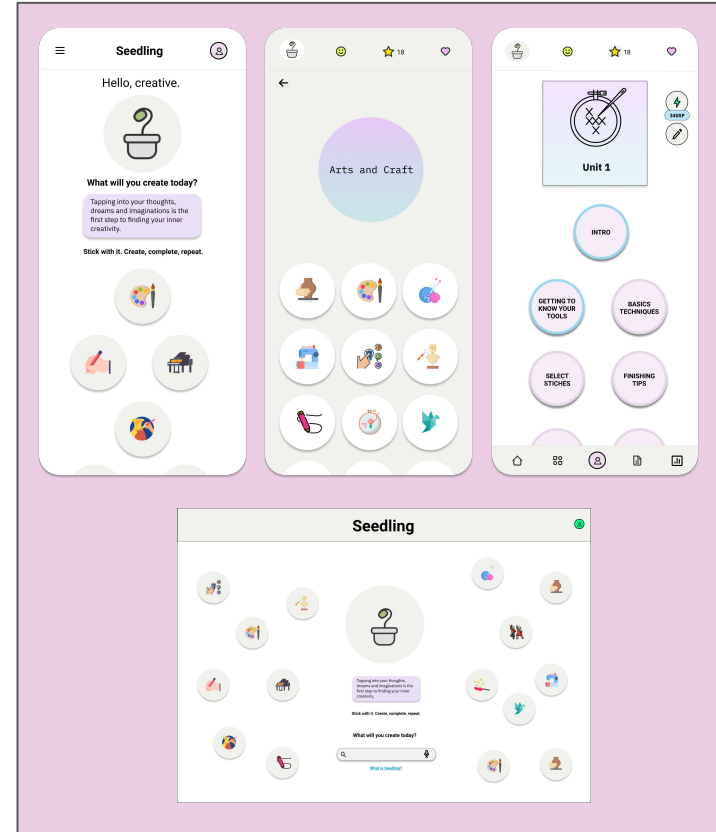 Seedling
Hello, creative.
What will you create today?
Tapping into your thoughts,
dreams and imaginations is the
first step to finding your inner
creativity.
Stick with it. Create, complete, repeat.
18
Arts and Craft
18
340XP
Unit 1
INTRO
GETTING TO
KNOW YOUR
TOOLS
BASICS
TECHNIQUES
SELECT
STICHES
FINISHING
TIPS
Seedling
Tapping into your thoughts,
dreams and imaginations is the
first step to finding your inner
creativity.
Stick with it. Create, complete, repeat.
What will you create today?
What is Seedling?